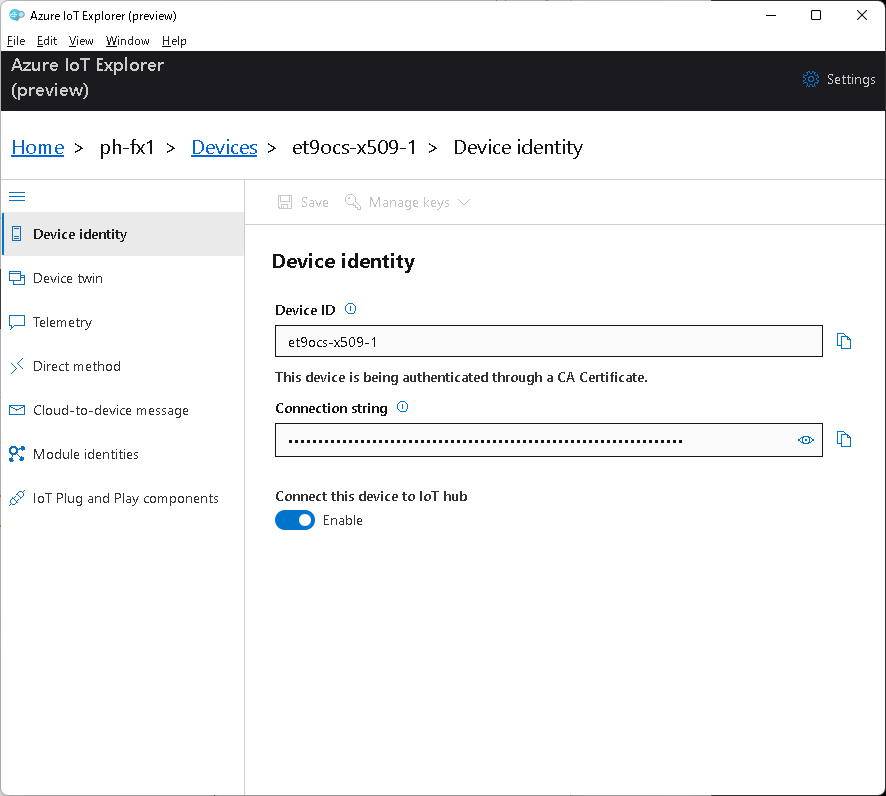 Azure IoT Explorer (preview)
File Edit View Window Help
Azure IoT Explorer
(preview)
Settings
Home > ph-fx1 > Devices > et9ocs-x509-1 > Device identity
Save Manage keys
Device identity
Device twin
Telemetry
Direct method
Cloud-to-device message
Module identities
IoT Plug and Play components
Device identity
Device ID
et9ocs-x509-1
This device is being authenticated through a CA Certificate.
Connection string
••••••••••••••••••••••••••••••••••••••••••••••••••••••••••••••••••
Connect this device to IoT hub
Enable